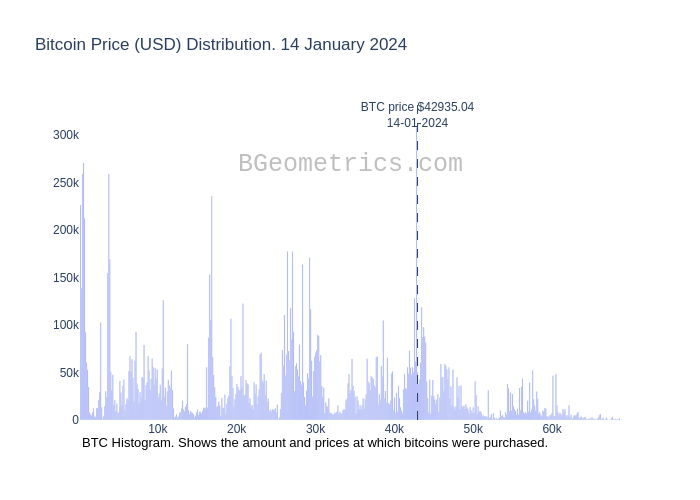 Bitcoin Price (USD) Distribution. 14 January 2024
BTC price $42935.04
14-01-2024
BGeometrics.com
300k
250k
200k
150k
100k
50k
0
10k 20k 30k 40k 50k 60k
BTC Histogram. Shows the amount and prices at which bitcoins were purchased.